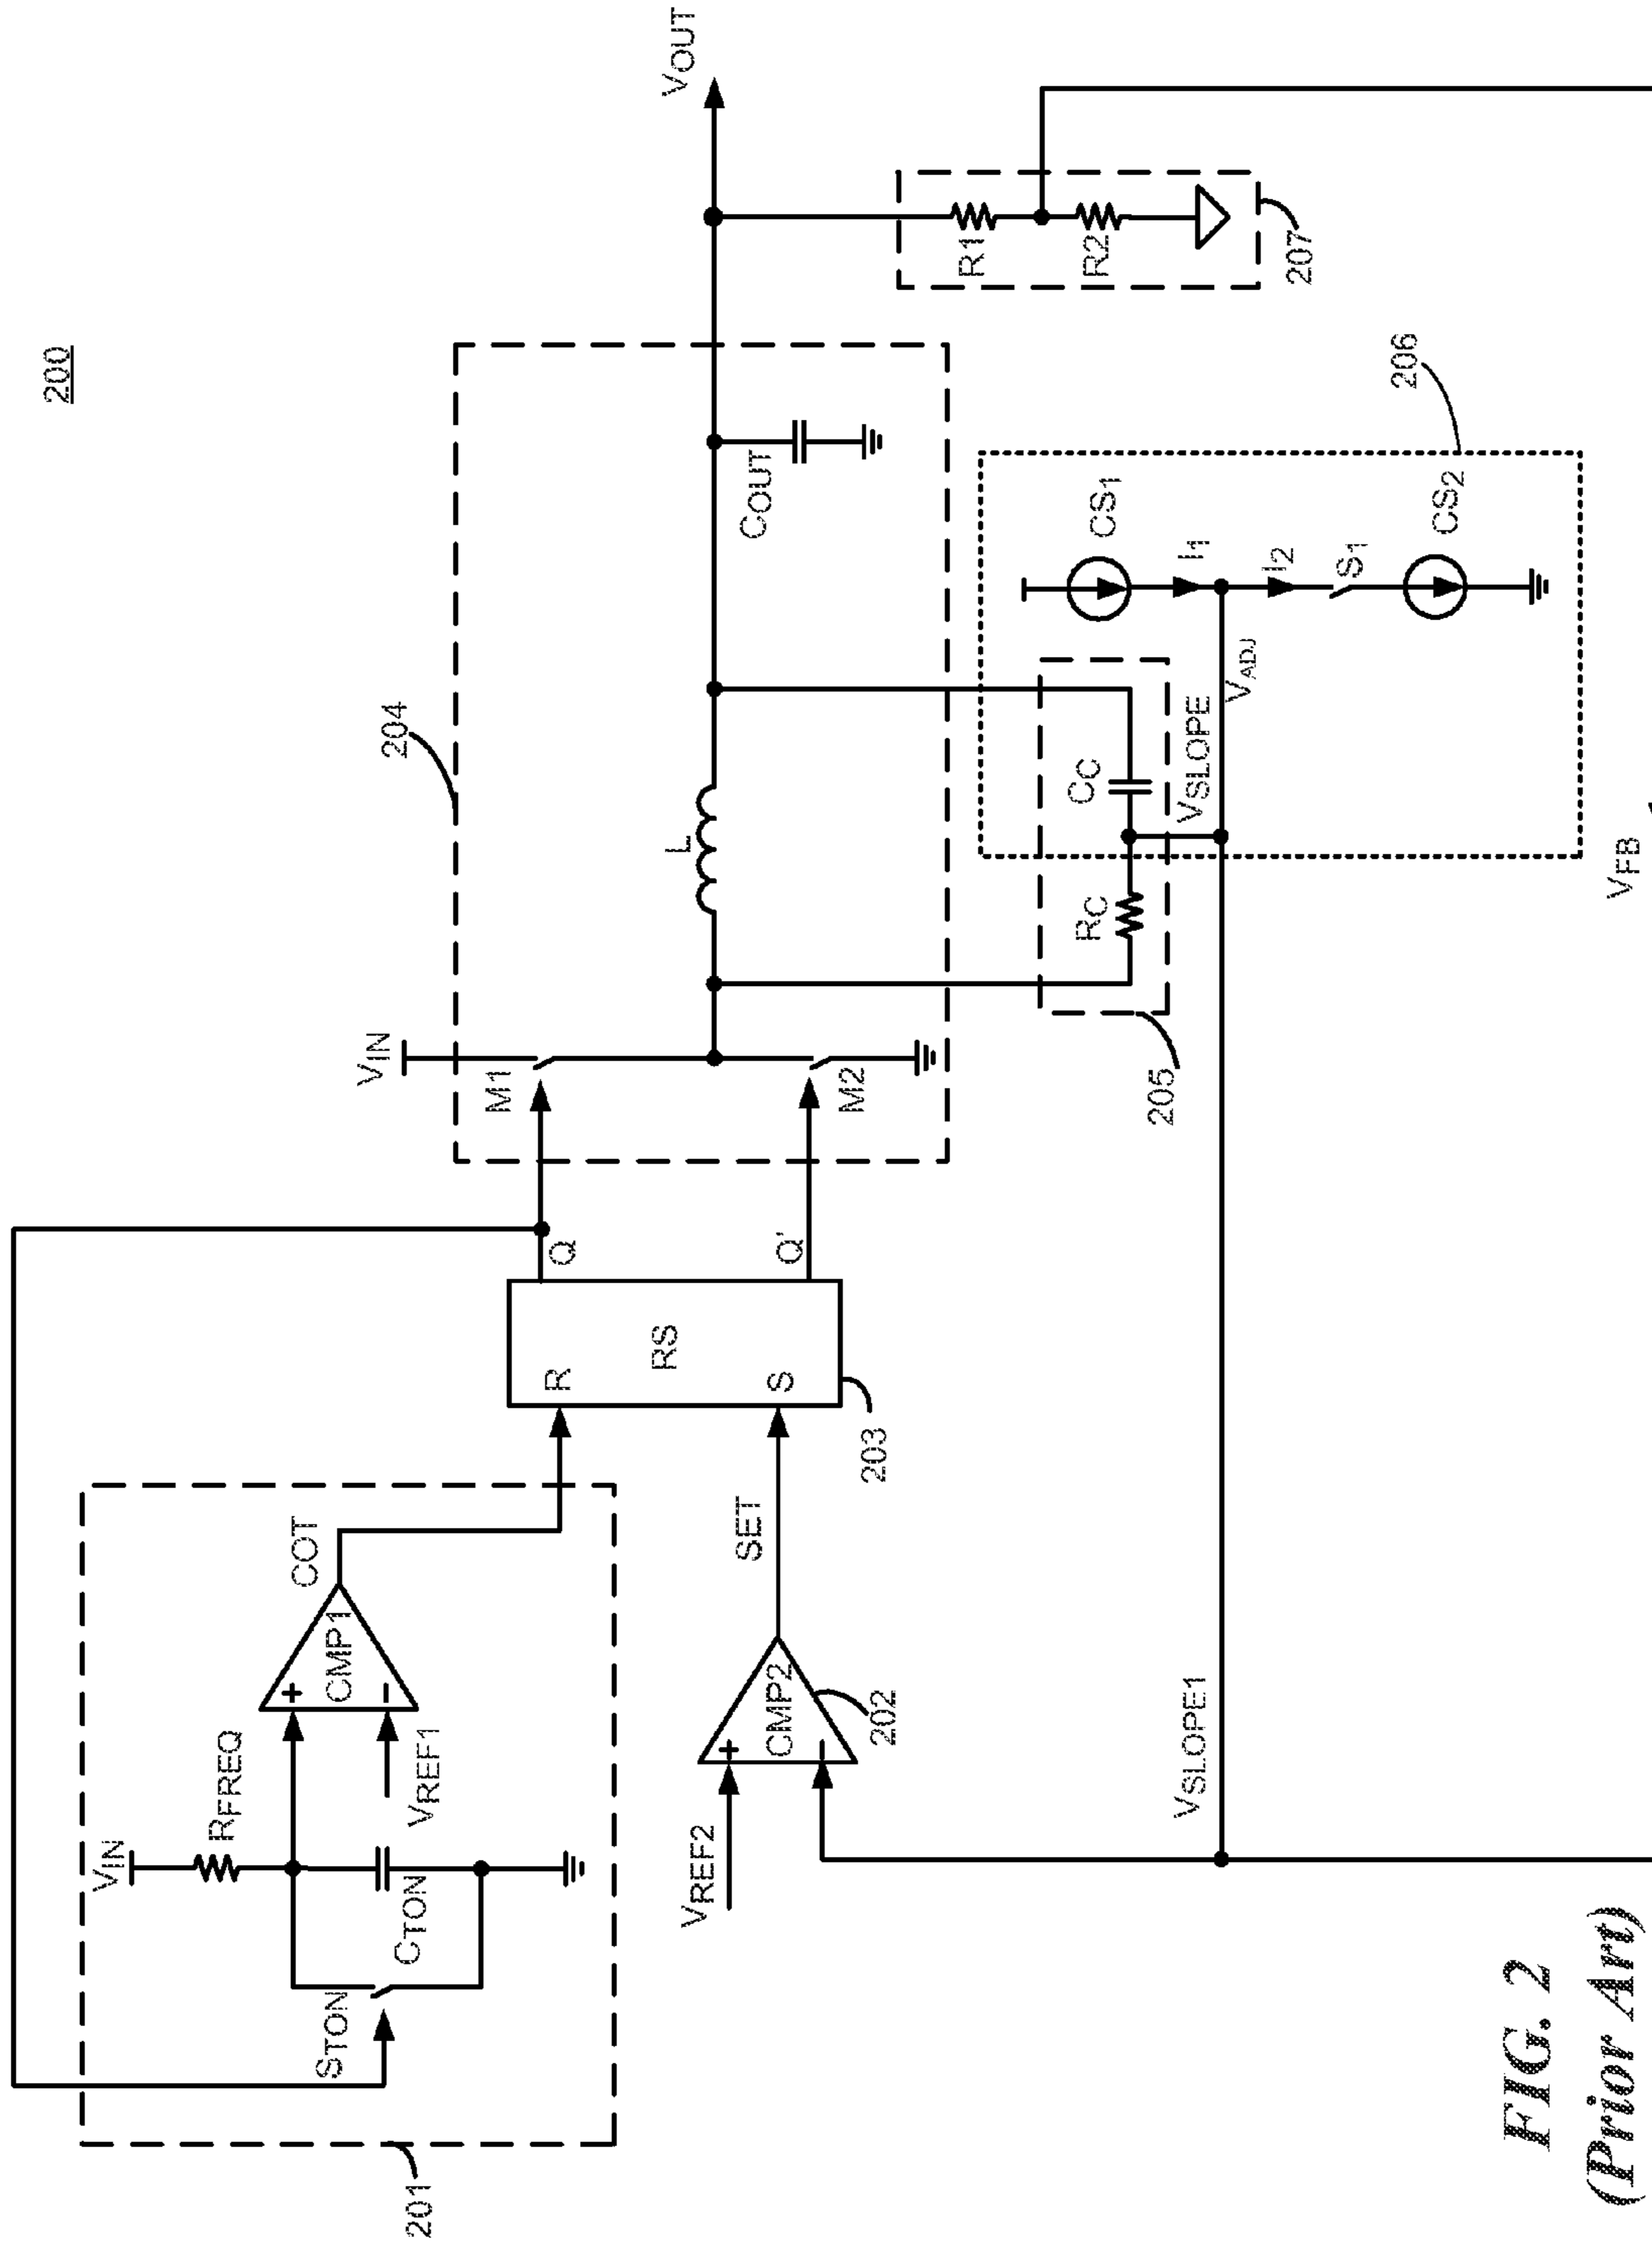 200
201
VIN
RFREQ
STON
CTON
VREF1
+
−
CMP1
COT
VREF2
+
−
CMP2
202
SET
R
S
RS
203
Q
Q'
204
VIN
M1
M2
L
COUT
VOUT
R1
R2
207
205
RC
CC
VSLOPE
VADJ
206
CS1
I1
I2
S1
CS2
VSLOPE1
VFB
FIG. 2
(Prior Art)